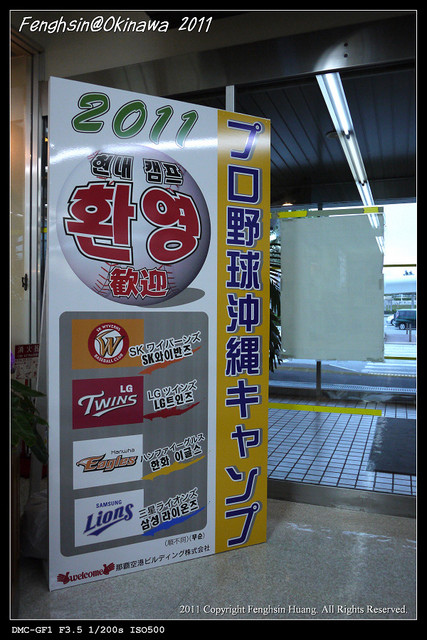 Fenghsin@Okinawa 2011
2011
현내 캠프
환영
歓迎
プロ野球沖縄キャンプ
SK WYVERNS
W
BASEBALL CLUB
SKワイバーンズ
SK와이번즈
LG
TWINS
LGツインズ
LG트윈즈
Hanwha
Eagles
ハンファイーグルス
한화 이글스
SAMSUNG
Lions
三星ライオンズ
삼성 라이온즈
(順不同)(무순)
welcome
那覇空港ビルディング株式会社
2011 Copyright Fenghsin Huang. All Rights Reserved.
DMC-GF1 F3.5 1/200s ISO500